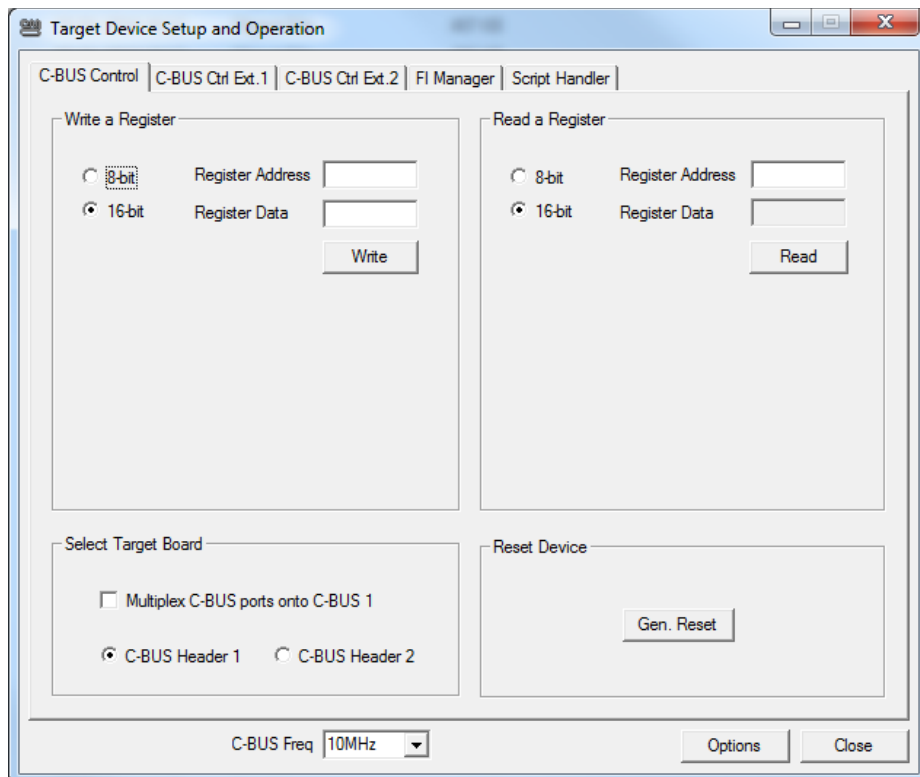 Target Device Setup and Operation
C-BUS Control C-BUS Ctrl Ext.1 C-BUS Ctrl Ext.2 FI Manager Script Handler
Write a Register
8-bit Register Address
16-bit Register Data
Write
Read a Register
8-bit Register Address
16-bit Register Data
Read
Select Target Board
Multiplex C-BUS ports onto C-BUS 1
C-BUS Header 1 C-BUS Header 2
Reset Device
Gen. Reset
C-BUS Freq 10MHz Options Close